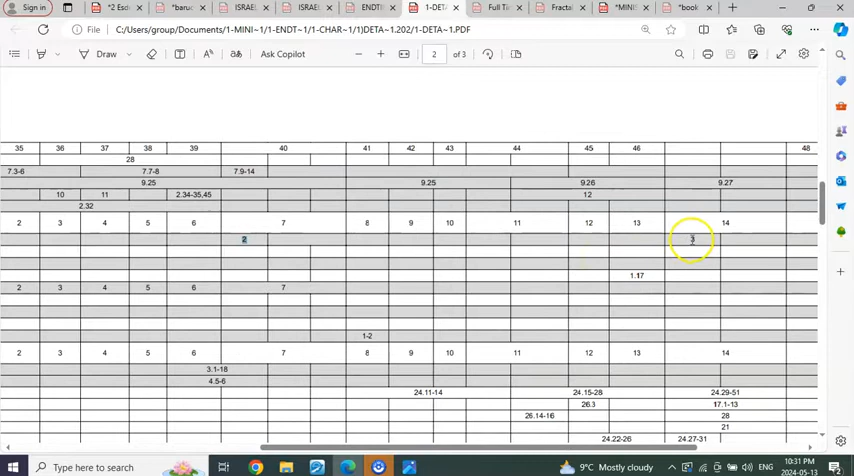 Sign in *2 Esd baruc ISRAEL ISRAEL ENDTI 1-DETA Full Tim Fractal *MINIS *book
File C:/Users/group/Documents/1-MINI~1/1-ENDT~1/1-CHAR~1/1)DETA~1.202/1-DETA~1.PDF
Draw Ask Copilot 2 of 3
35 36 37 38 39 40 41 42 43 44 45 46 48
28
7.3-6 7.7-8 7.9-14
9.25 9.25 9.26 9.27
10 11 2.34-35,45 12
2.32
2 3 4 5 6 7 8 9 10 11 12 13 14
2 3
1.17
2 3 4 5 6 7
1-2
2 3 4 5 6 7 8 9 10 11 12 13 14
3.1-18
4.5-6
24.11-14 24.15-28 24.29-51
26.3 17.1-13
26.14-16 28
21
24.22-26 24.27-31
Type here to search 9°C Mostly cloudy 10:31 PM
2024-05-13